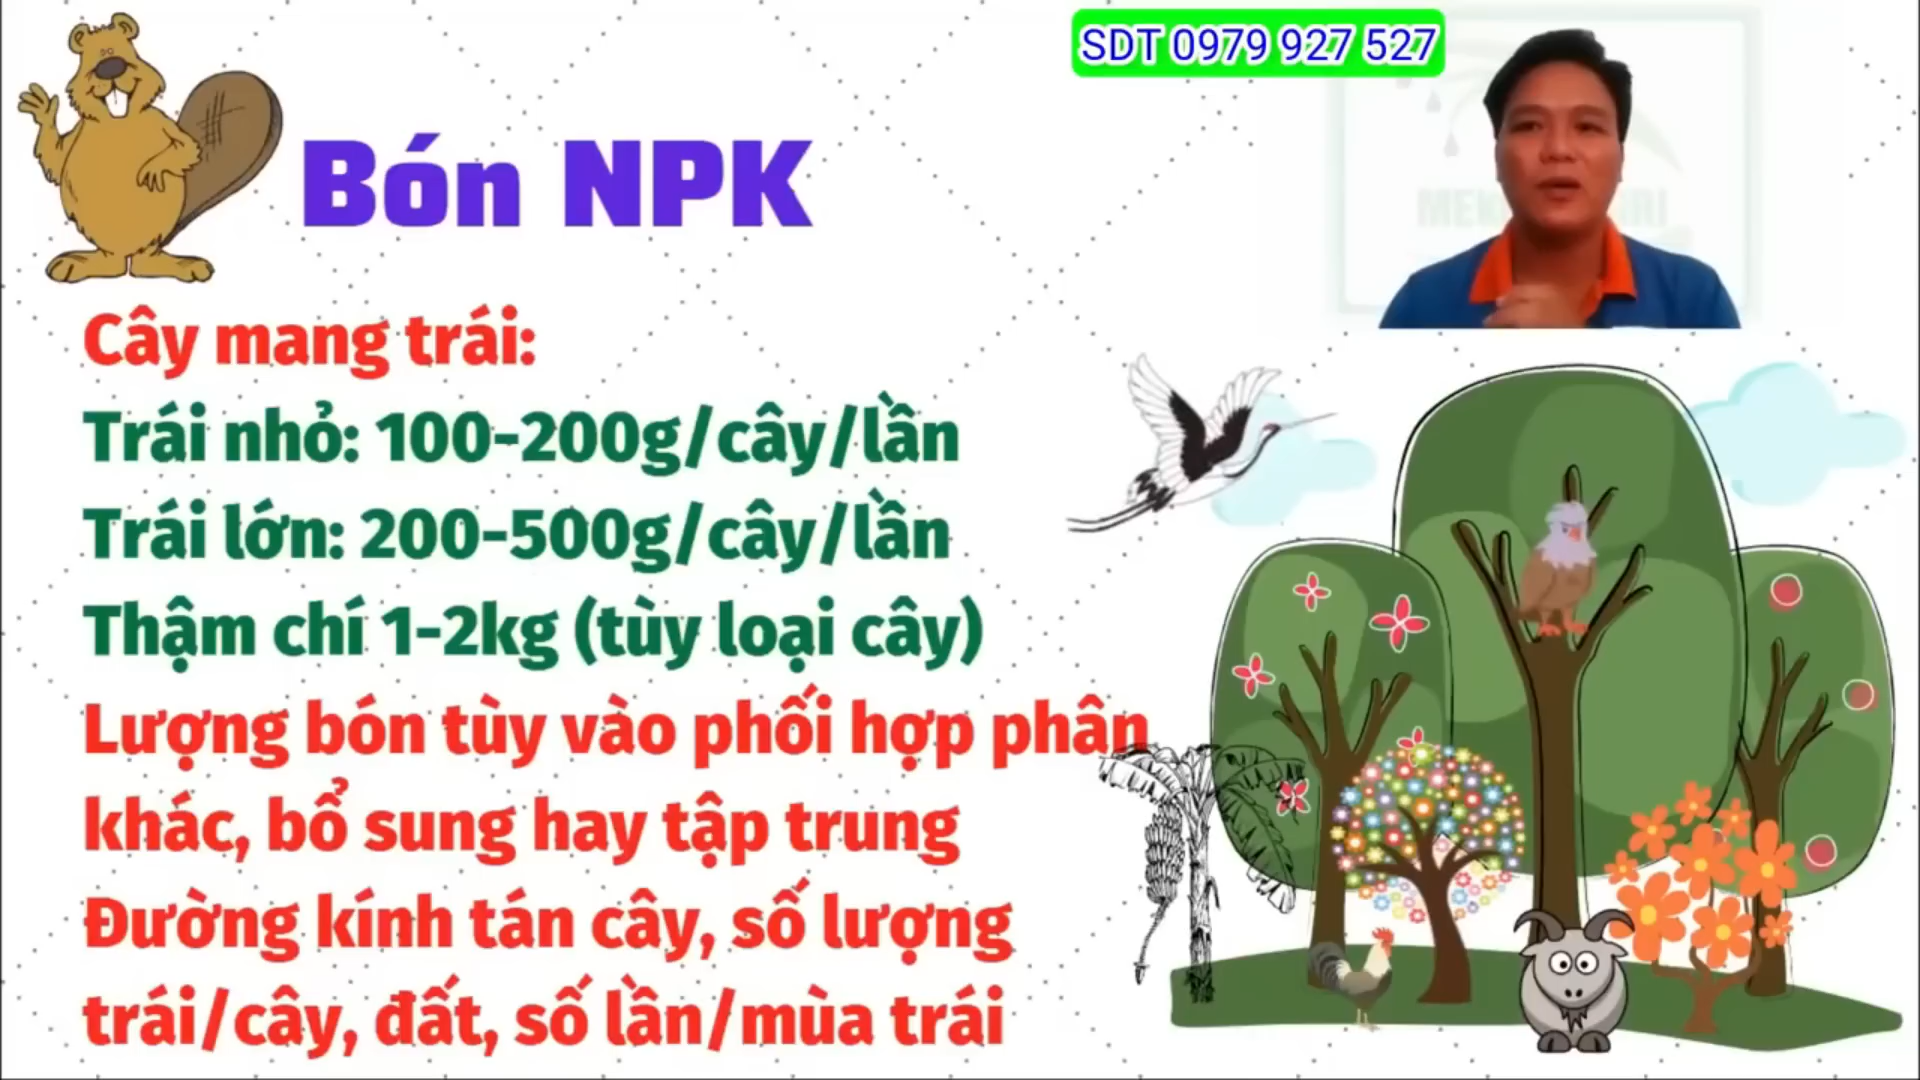 SDT 0979 927 527
Bón NPK
Cây mang trái:
Trái nhỏ: 100-200g/cây/lần
Trái lớn: 200-500g/cây/lần
Thậm chí 1-2kg (tùy loại cây)
Lượng bón tùy vào phối hợp phân
khác, bổ sung hay tập trung
Đường kính tán cây, số lượng
trái/cây, đất, số lần/mùa trái